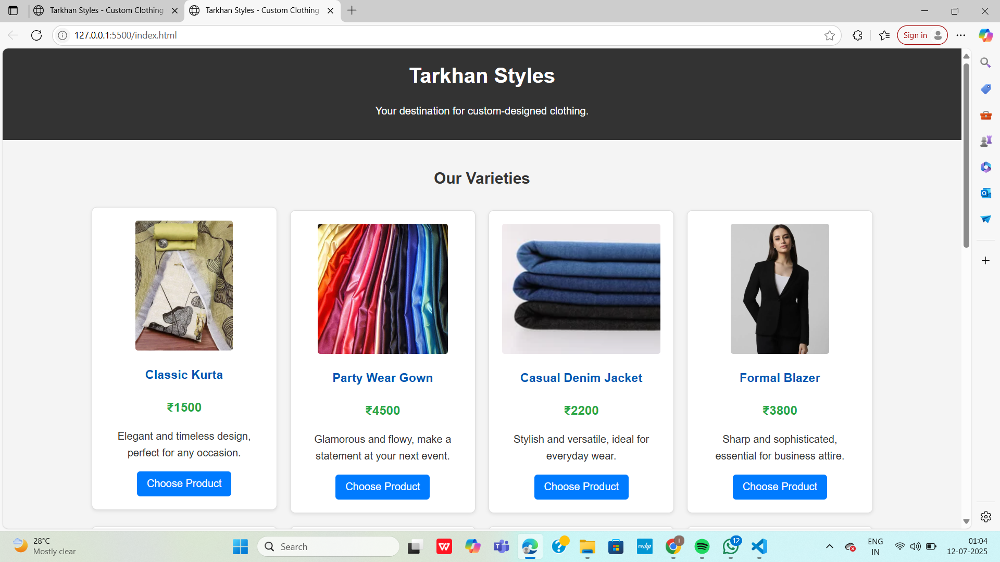 Tarkhan Styles - Custom Clothing
Tarkhan Styles - Custom Clothing
127.0.0.1:5500/index.html
Sign in
Tarkhan Styles
Your destination for custom-designed clothing.
Our Varieties
Classic Kurta
₹1500
Elegant and timeless design,
perfect for any occasion.
Choose Product
Party Wear Gown
₹4500
Glamorous and flowy, make a
statement at your next event.
Choose Product
Casual Denim Jacket
₹2200
Stylish and versatile, ideal for
everyday wear.
Choose Product
Formal Blazer
₹3800
Sharp and sophisticated,
essential for business attire.
Choose Product
28°C
Mostly clear
Search
myhp
I
12
ENG
IN
01:04
12-07-2025